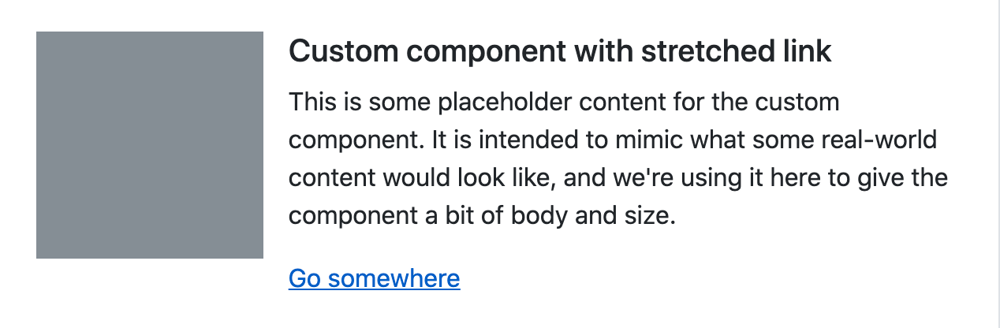 Custom component with stretched link
This is some placeholder content for the custom
component. It is intended to mimic what some real-world
content would look like, and we're using it here to give the
component a bit of body and size.
Go somewhere